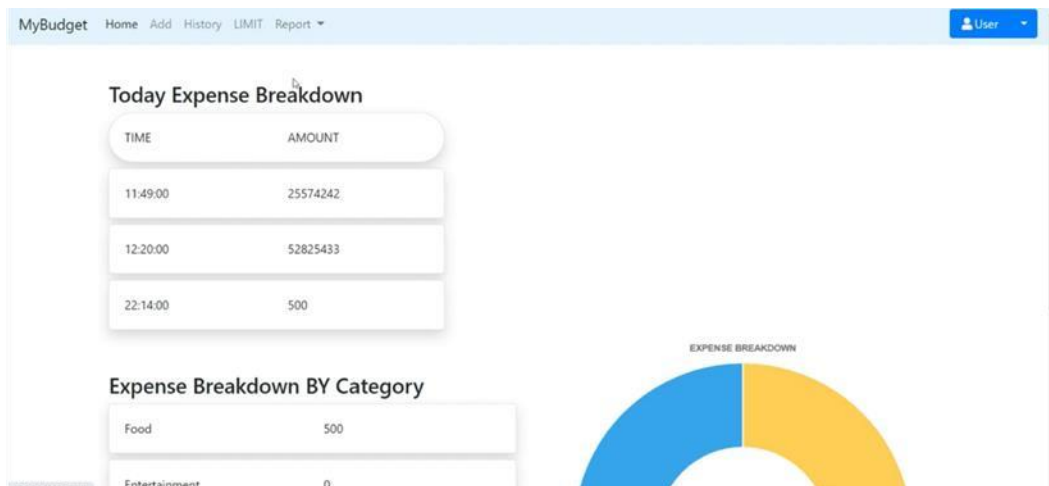 MyBudget Home Add History LIMIT Report User
Today Expense Breakdown
TIME AMOUNT
11:49:00 25574242
12:20:00 52825433
22:14:00 500
EXPENSE BREAKDOWN
Expense Breakdown BY Category
Food 500
Entertainment 0